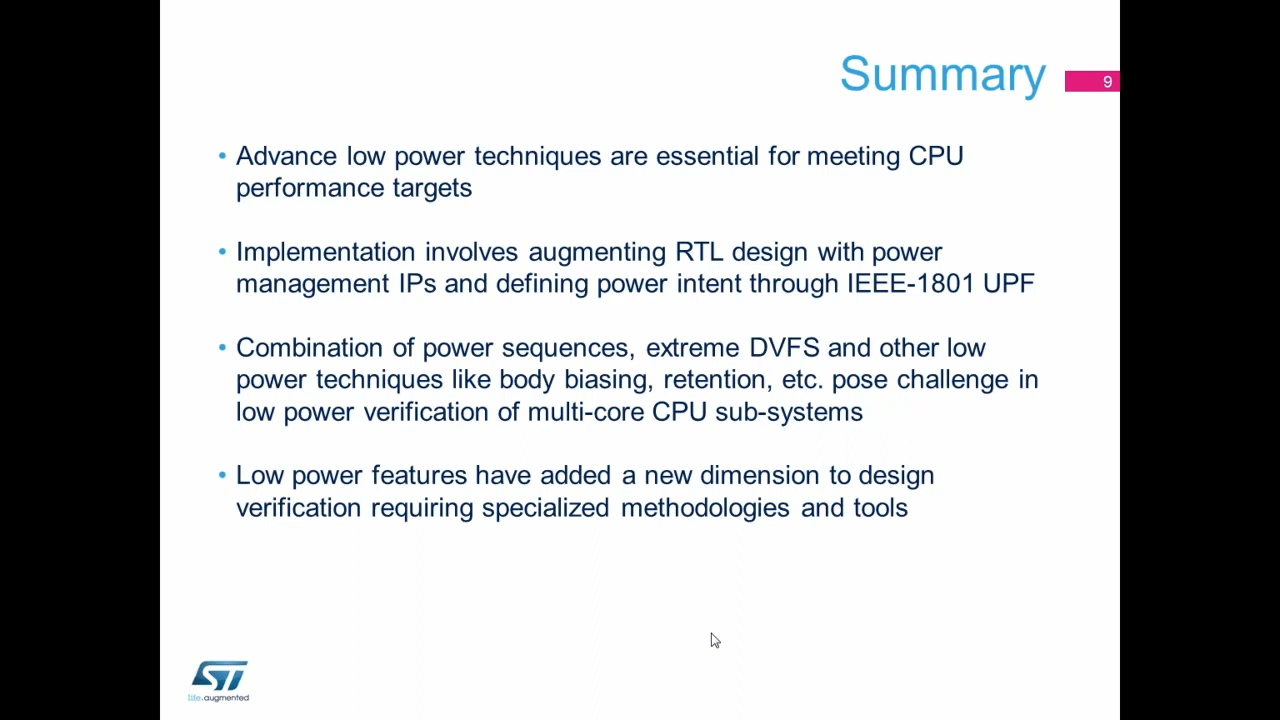 Summary
9
• Advance low power techniques are essential for meeting CPU
performance targets
• Implementation involves augmenting RTL design with power
management IPs and defining power intent through IEEE-1801 UPF
• Combination of power sequences, extreme DVFS and other low
power techniques like body biasing, retention, etc. pose challenge in
low power verification of multi-core CPU sub-systems
• Low power features have added a new dimension to design
verification requiring specialized methodologies and tools
ST
life.augmented